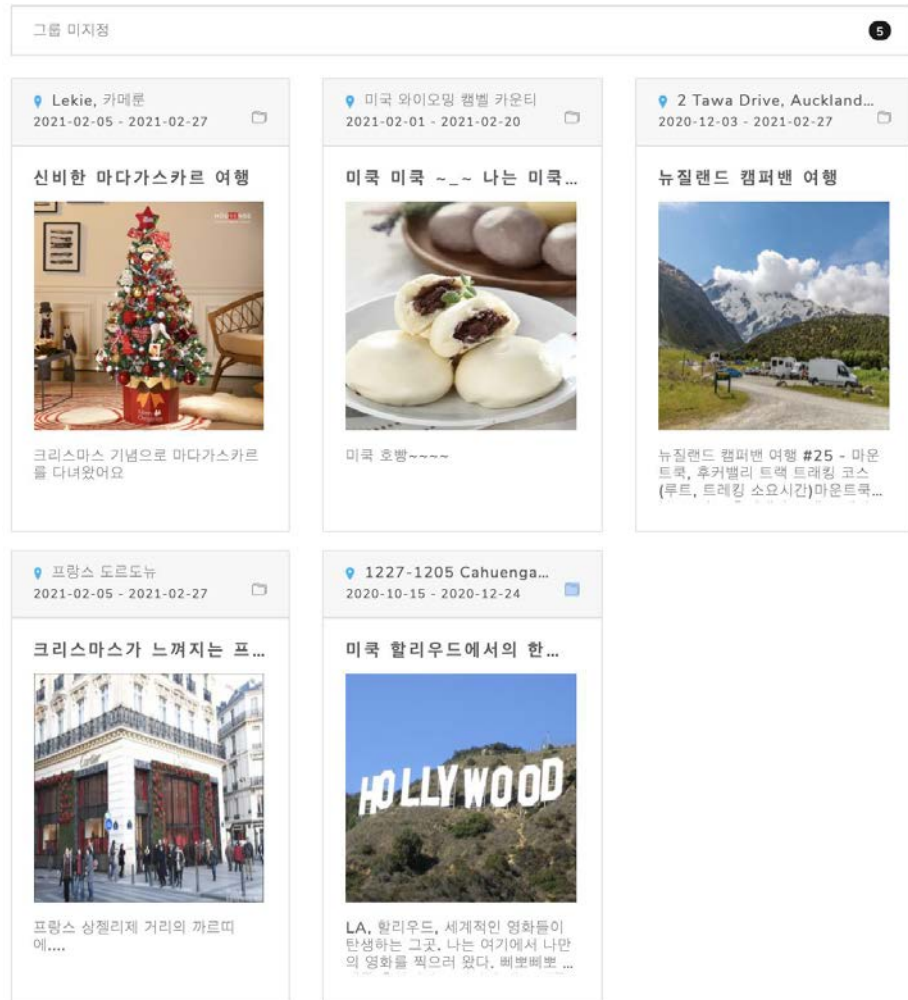 그룹 미지정
5
Lekie, 카메룬
2021-02-05 - 2021-02-27
신비한 마다가스카르 여행
크리스마스 기념으로 마다가스카르
를 다녀왔어요
미국 와이오밍 캠벨 카운티
2021-02-01 - 2021-02-20
미쿡 미쿡 ~_~ 나는 미쿡...
미쿡 호빵~~~~
2 Tawa Drive, Auckland...
2020-12-03 - 2021-02-27
뉴질랜드 캠퍼밴 여행
뉴질랜드 캠퍼밴 여행 #25 - 마운
트쿡, 후커밸리 트랙 트래킹 코스
(루트, 트레킹 소요시간)마운트쿡...
프랑스 도르도뉴
2021-02-05 - 2021-02-27
크리스마스가 느껴지는 프...
Cartier
프랑스 상젤리제 거리의 까르띠
에....
1227-1205 Cahuenga...
2020-10-15 - 2020-12-24
미쿡 할리우드에서의 한...
HOLLYWOOD
LA, 할리우드, 세계적인 영화들이
탄생하는 그곳. 나는 여기에서 나만
의 영화를 찍으러 왔다. 삐뽀삐뽀 ...